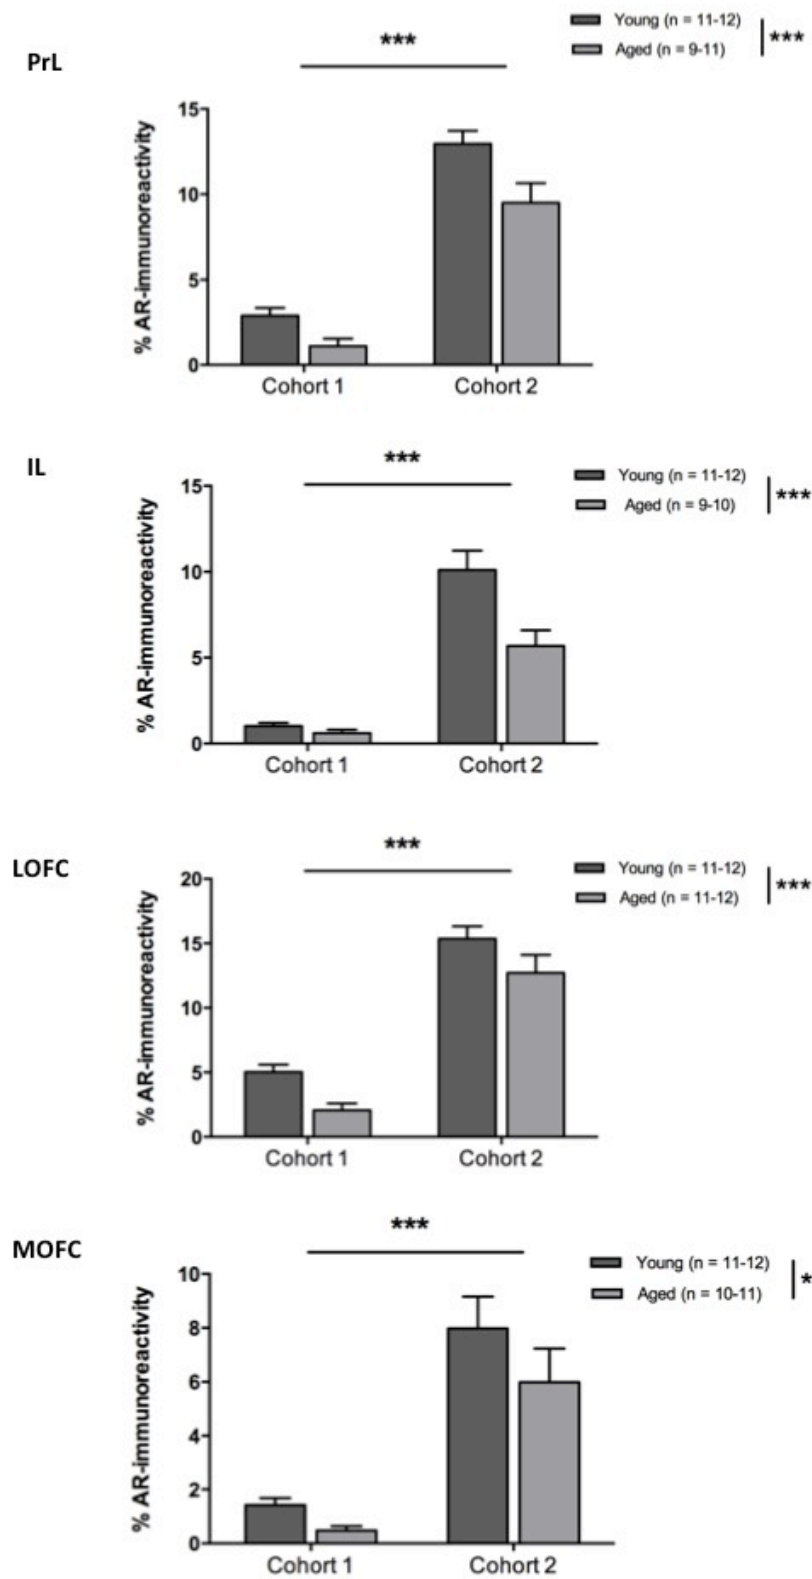 PrL
***
Young (n = 11-12)
Aged (n = 9-11)
***
% AR-immunoreactivity
15
10
5
0
Cohort 1
Cohort 2
IL
***
Young (n = 11-12)
Aged (n = 9-10)
***
% AR-immunoreactivity
15
10
5
0
Cohort 1
Cohort 2
LOFC
***
Young (n = 11-12)
Aged (n = 11-12)
***
% AR-immunoreactivity
20
15
10
5
0
Cohort 1
Cohort 2
MOFC
***
Young (n = 11-12)
Aged (n = 10-11)
*
% AR-immunoreactivity
10
8
6
4
2
0
Cohort 1
Cohort 2